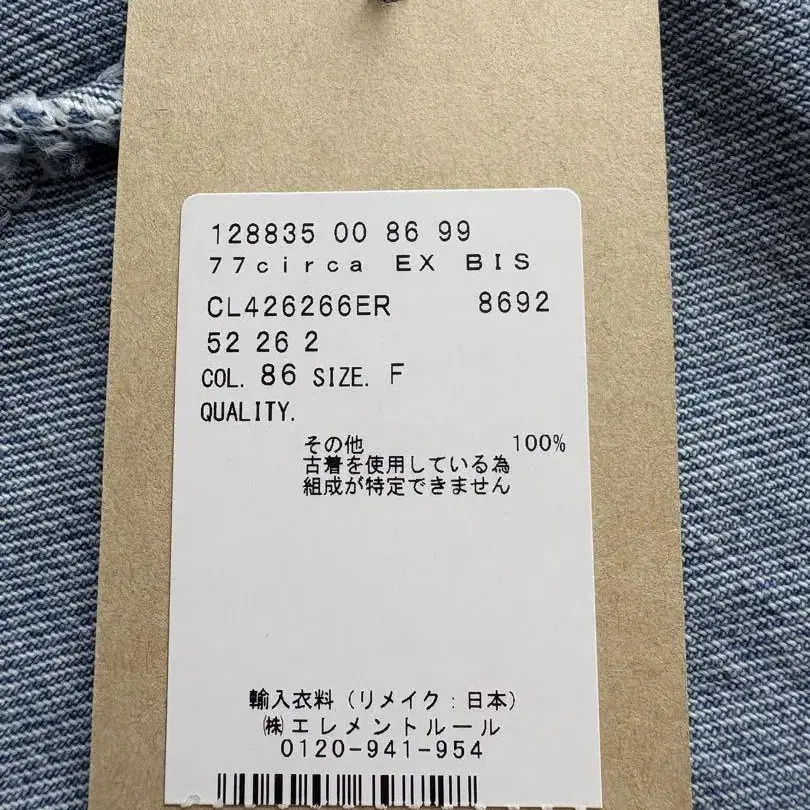 128835 00 86 99
77circa EX BIS
CL426266ER 8692
52 26 2
COL. 86 SIZE. F
QUALITY.
その他 100%
古着を使用している為
組成が特定できません
輸入衣料(リメイク:日本)
㈱エレメントルール
0120-941-954